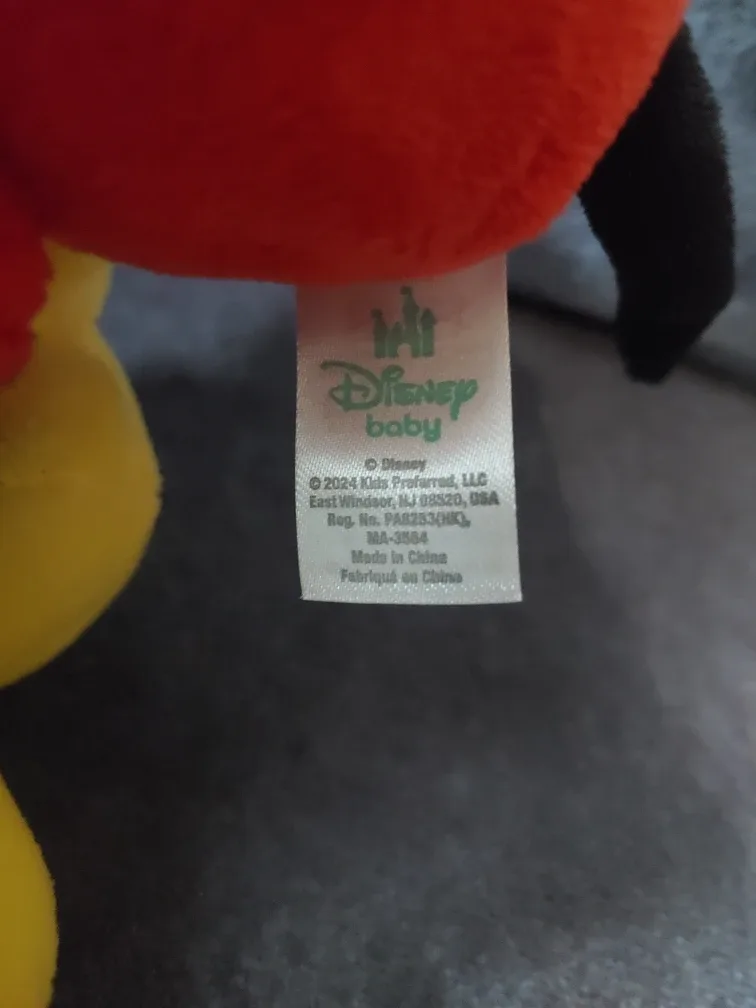 Disney
baby
© Disney
© 2024 Kids Preferred, LLC
East Windsor, NJ 08520, USA
Reg. No. PA8253(HK),
MA-3584
Made in China
Fabriqué en Chine